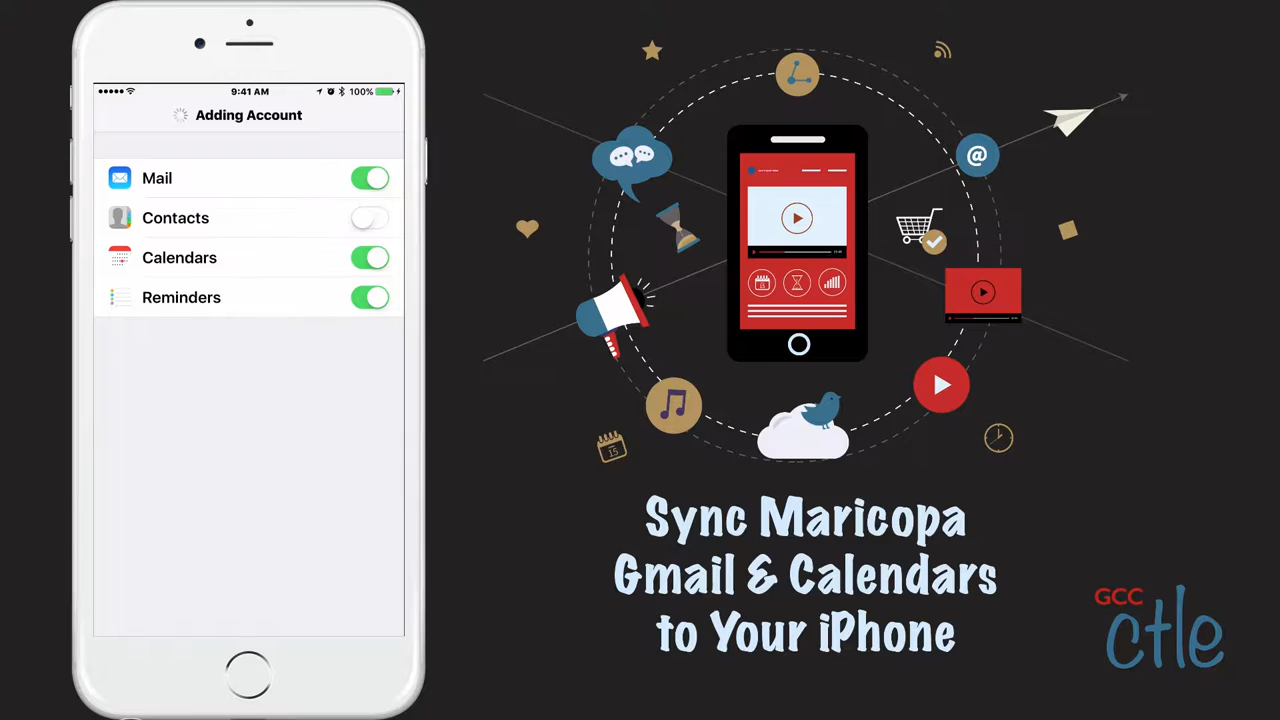 9:41 AM
100%
Adding Account
Mail
Contacts
Calendars
Reminders
@
15
Sync Maricopa
Gmail & Calendars
to Your iPhone
GCC
ctle